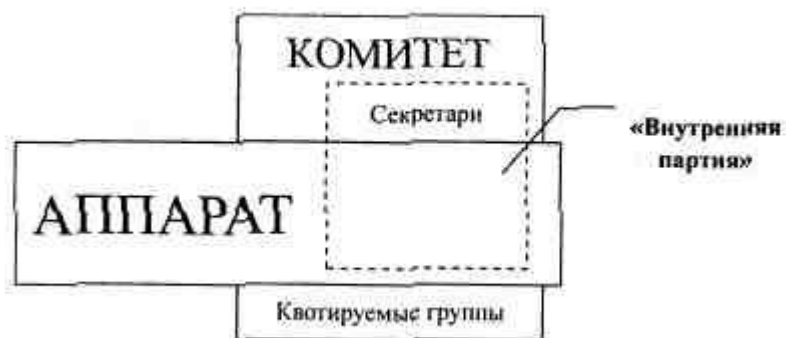 КОМИТЕТ
Секретари
«Внутренняя
партия»
АППАРАТ
Квотируемые группы